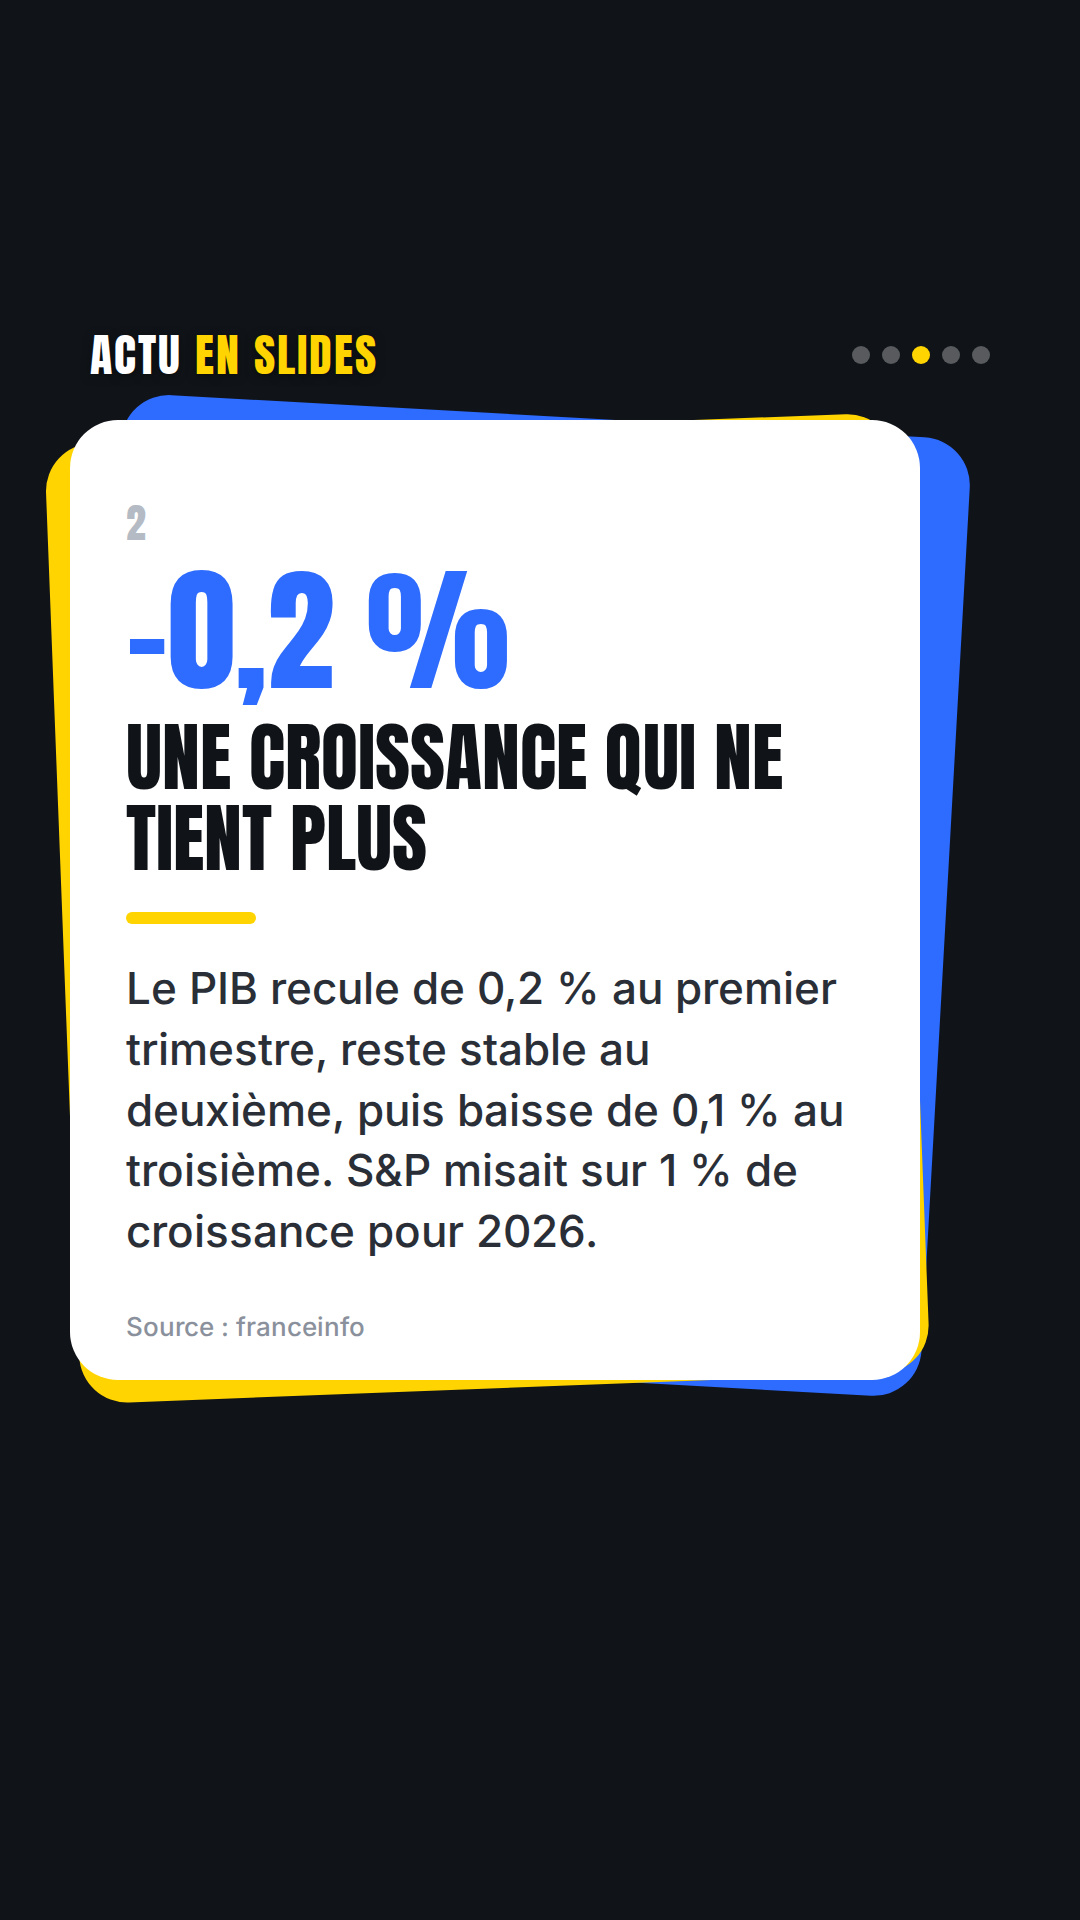 ACTU EN SLIDES
2
-0,2 %
UNE CROISSANCE QUI NE
TIENT PLUS
Le PIB recule de 0,2 % au premier
trimestre, reste stable au
deuxième, puis baisse de 0,1 % au
troisième. S&P misait sur 1 % de
croissance pour 2026.
Source : franceinfo